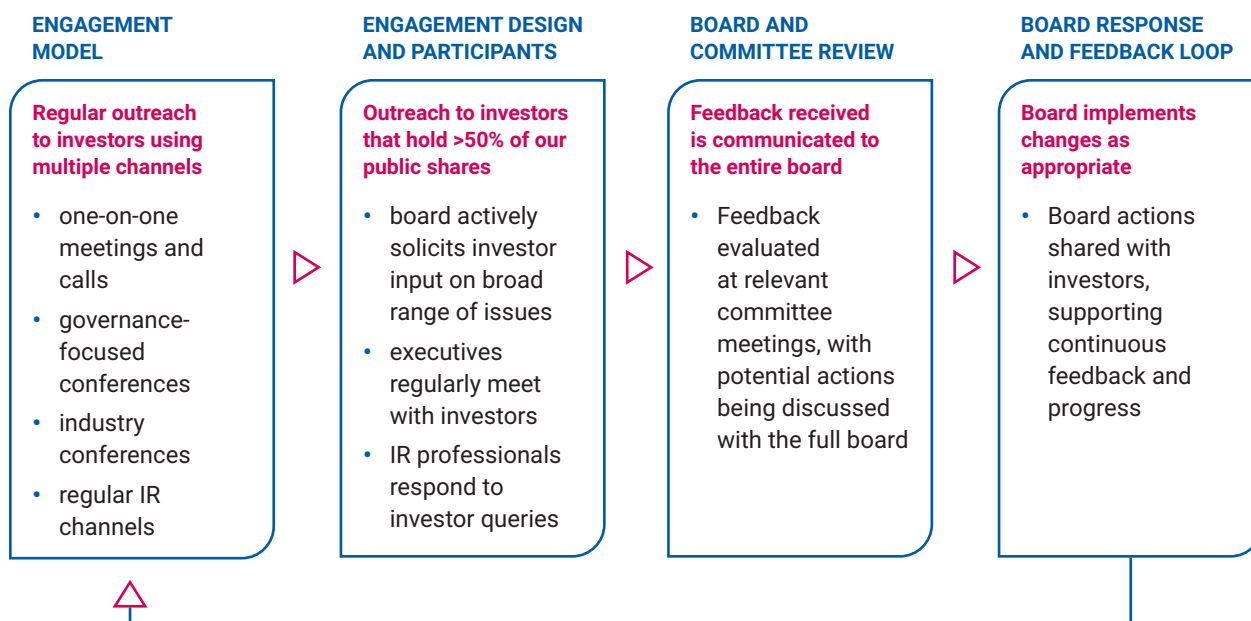 ENGAGEMENT
MODEL
Regular outreach
to investors using
multiple channels
• one-on-one
meetings and
calls
• governance-
focused
conferences
• industry
conferences
• regular IR
channels
ENGAGEMENT DESIGN
AND PARTICIPANTS
Outreach to investors
that hold >50% of our
public shares
• board actively
solicits investor
input on broad
range of issues
• executives
regularly meet
with investors
• IR professionals
respond to
investor queries
BOARD AND
COMMITTEE REVIEW
Feedback received
is communicated to
the entire board
• Feedback
evaluated
at relevant
committee
meetings, with
potential actions
being discussed
with the full board
BOARD RESPONSE
AND FEEDBACK LOOP
Board implements
changes as
appropriate
• Board actions
shared with
investors,
supporting
continuous
feedback and
progress